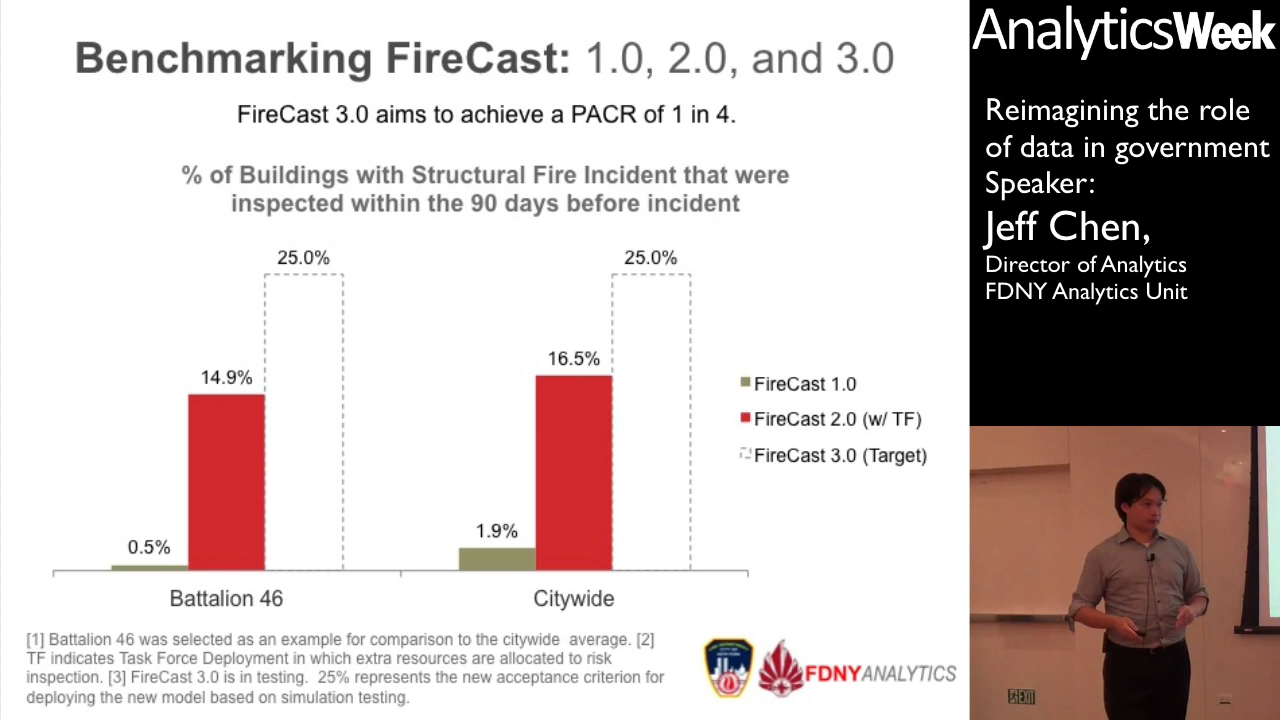 Benchmarking FireCast: 1.0, 2.0, and 3.0
FireCast 3.0 aims to achieve a PACR of 1 in 4.
% of Buildings with Structural Fire Incident that were
inspected within the 90 days before incident
25.0%
25.0%
14.9%
16.5%
0.5%
1.9%
FireCast 1.0
FireCast 2.0 (w/ TF)
FireCast 3.0 (Target)
Battalion 46
Citywide
[1] Battalion 46 was selected as an example for comparison to the citywide average. [2]
TF indicates Task Force Deployment in which extra resources are allocated to risk
inspection. [3] FireCast 3.0 is in testing. 25% represents the new acceptance criterion for
deploying the new model based on simulation testing.
FDNYANALYTICS
AnalyticsWeek
Reimagining the role
of data in government
Speaker:
Jeff Chen,
Director of Analytics
FDNY Analytics Unit
EXIT